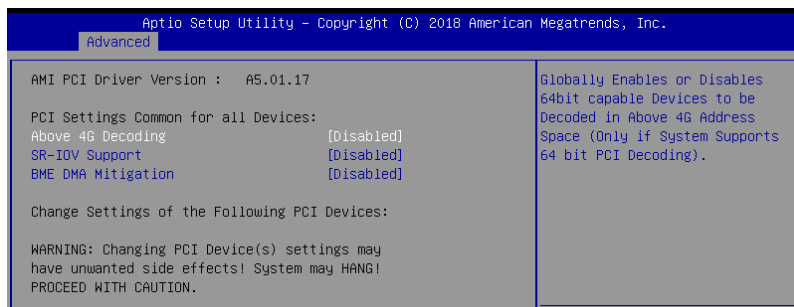 Aptio Setup Utility – Copyright (C) 2018 American Megatrends, Inc.
Advanced
AMI PCI Driver Version : A5.01.17
PCI Settings Common for all Devices:
Above 4G Decoding [Disabled]
SR-IOV Support [Disabled]
BME DMA Mitigation [Disabled]
Change Settings of the Following PCI Devices:
WARNING: Changing PCI Device(s) settings may
have unwanted side effects! System may HANG!
PROCEED WITH CAUTION.
Globally Enables or Disables
64bit capable Devices to be
Decoded in Above 4G Address
Space (Only if System Supports
64 bit PCI Decoding).